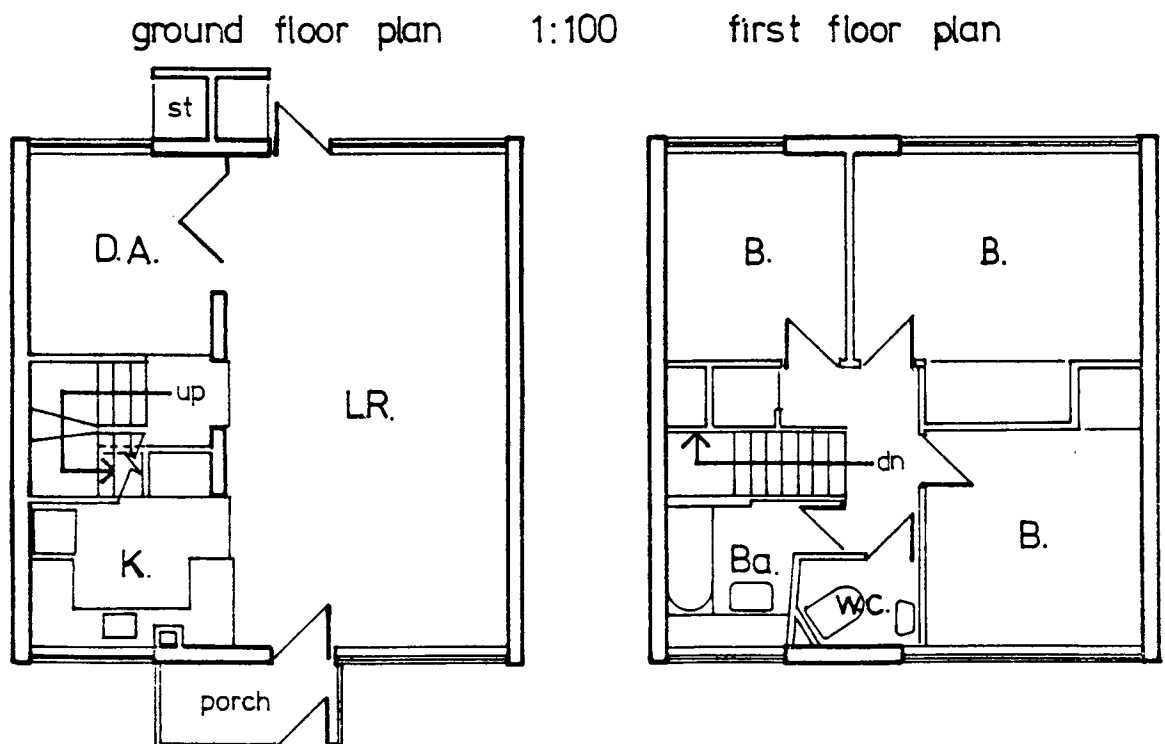 ground floor plan 1:100 first floor plan
st
D.A.
up
L.R.
K.
porch
B.
B.
dn
B.
Ba.
w.c.